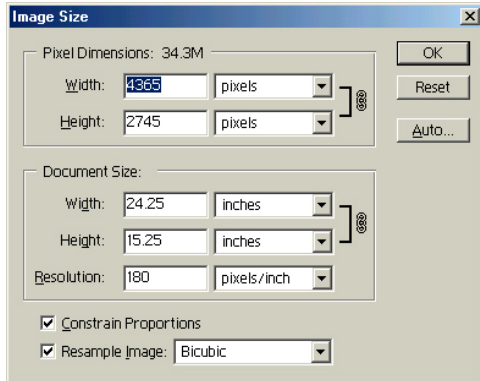 Image Size
Pixel Dimensions: 34.3M
OK
Width: 4365 pixels
Reset
Height: 2745 pixels
Auto...
Document Size:
Width: 24.25 inches
Height: 15.25 inches
Resolution: 180 pixels/inch
Constrain Proportions
Resample Image: Bicubic